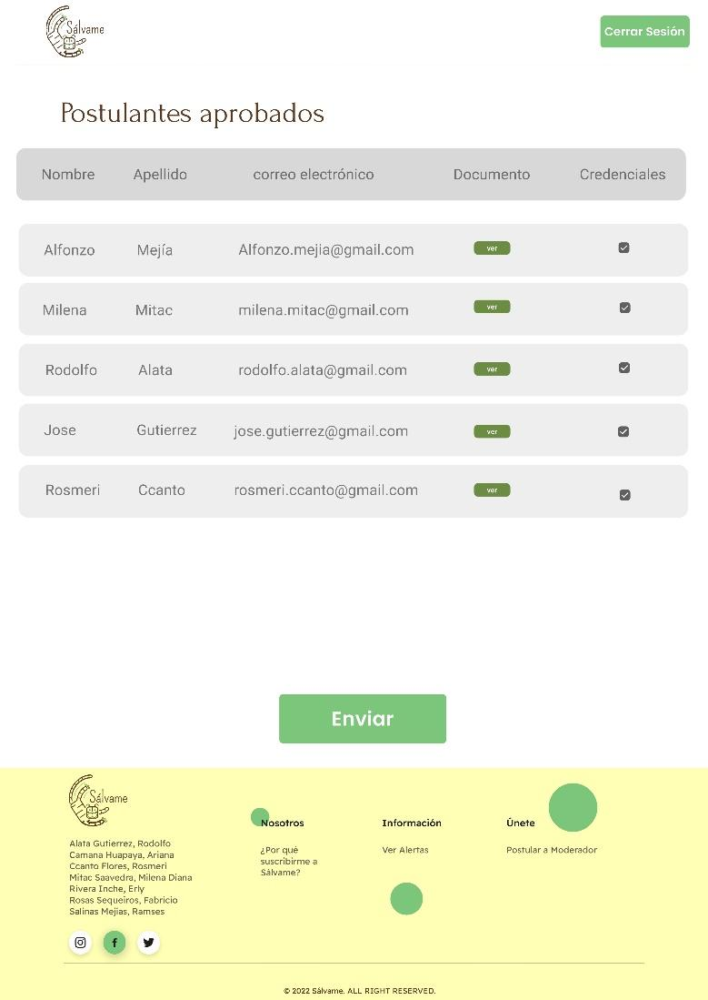 Sálvame
Cerrar Sesión
Postulantes aprobados
Nombre Apellido correo electrónico Documento Credenciales
Alfonzo Mejía Alfonzo.mejia@gmail.com ver
Milena Mitac milena.mitac@gmail.com ver
Rodolfo Alata rodolfo.alata@gmail.com ver
Jose Gutierrez jose.gutierrez@gmail.com ver
Rosmeri Ccanto rosmeri.ccanto@gmail.com ver
Enviar
Sálvame
Alata Gutierrez, Rodolfo
Camana Huapaya, Ariana
Ccanto Flores, Rosmeri
Mitac Saavedra, Milena Diana
Rivera Inche, Erly
Rosas Sequeiros, Fabricio
Salinas Mejias, Ramses
Nosotros
¿Por qué
suscribirme a
Sálvame?
Información
Ver Alertas
Únete
Postular a Moderador
© 2022 Sálvame. ALL RIGHT RESERVED.